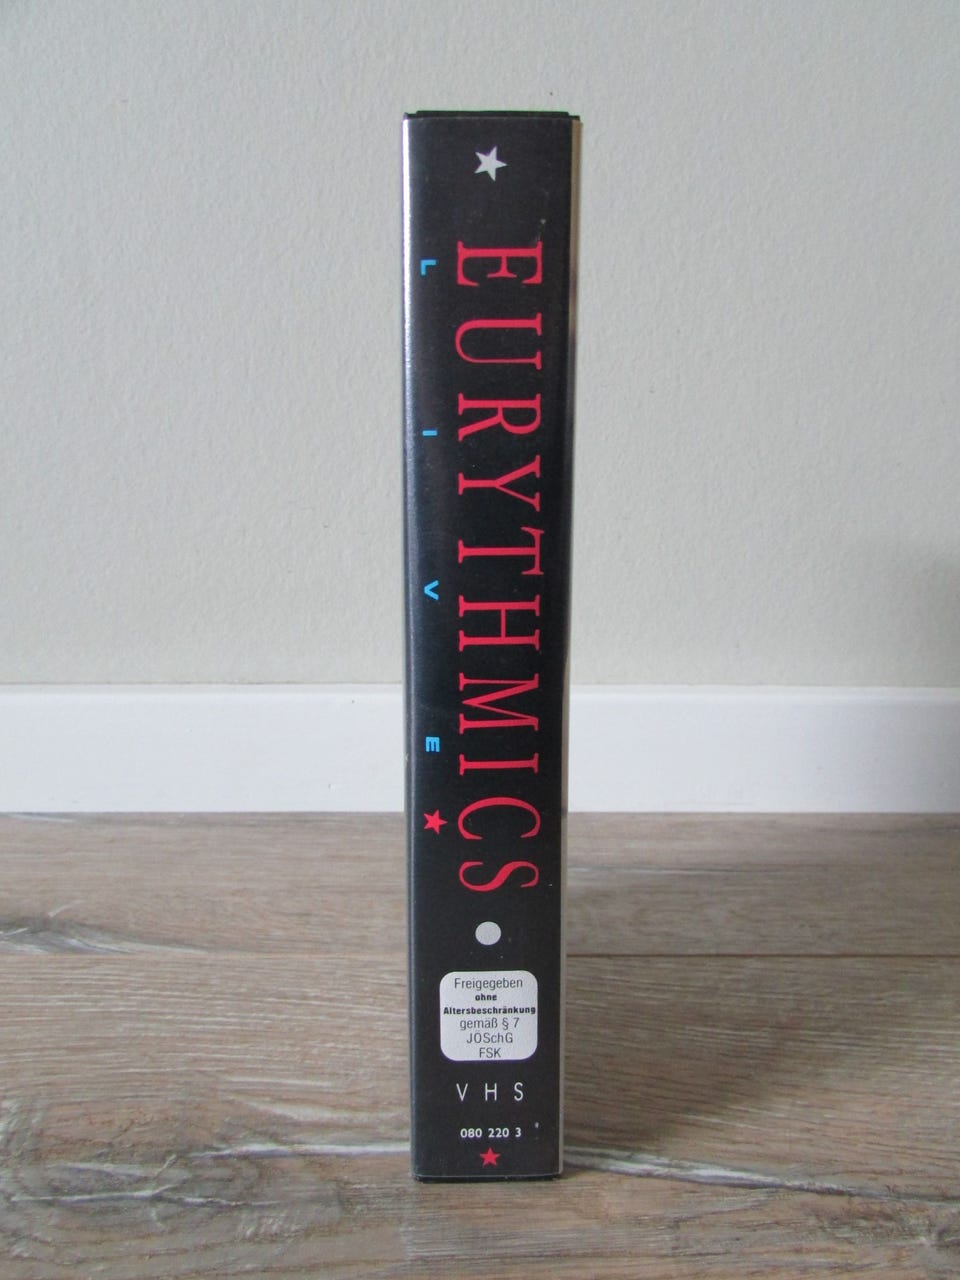 EURYTHMICS
LIVE
Freigegeben
ohne
Altersbeschränkung
gemäß § 7
JÖSchG
FSK
VHS
080 220 3